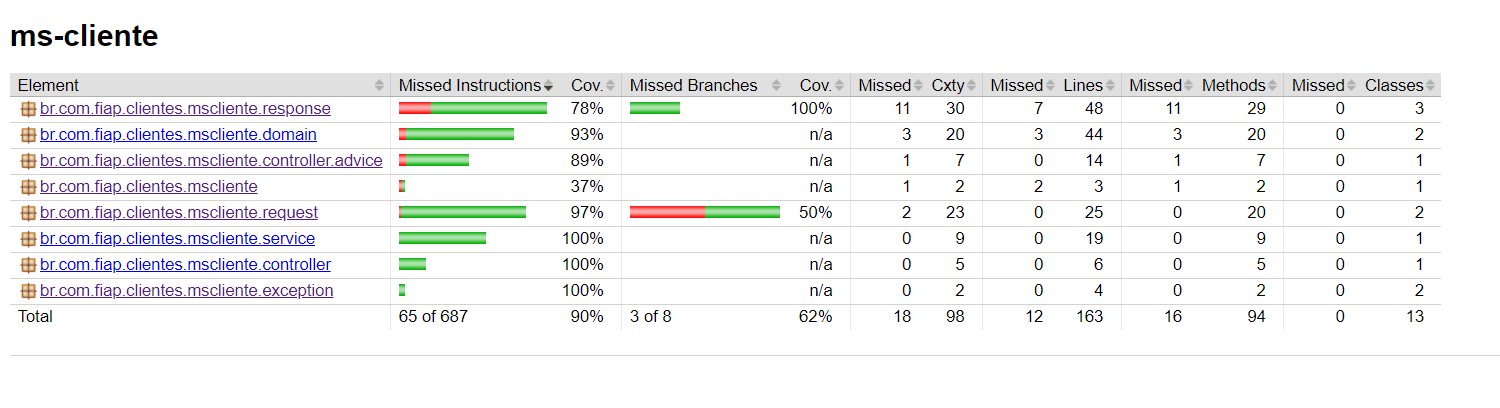 ms-cliente
Element Missed Instructions Cov. Missed Branches Cov. Missed Cxty Missed Lines Missed Methods Missed Classes
br.com.fiap.clientes.mscliente.response 78% 100% 11 30 7 48 11 29 0 3
br.com.fiap.clientes.mscliente.domain 93% n/a 3 20 3 44 3 20 0 2
br.com.fiap.clientes.mscliente.controller.advice 89% n/a 1 7 0 14 1 7 0 1
br.com.fiap.clientes.mscliente 37% n/a 1 2 2 3 1 2 0 1
br.com.fiap.clientes.mscliente.request 97% 50% 2 23 0 25 0 20 0 2
br.com.fiap.clientes.mscliente.service 100% n/a 0 9 0 19 0 9 0 1
br.com.fiap.clientes.mscliente.controller 100% n/a 0 5 0 6 0 5 0 1
br.com.fiap.clientes.mscliente.exception 100% n/a 0 2 0 4 0 2 0 2
Total 65 of 687 90% 3 of 8 62% 18 98 12 163 16 94 0 13